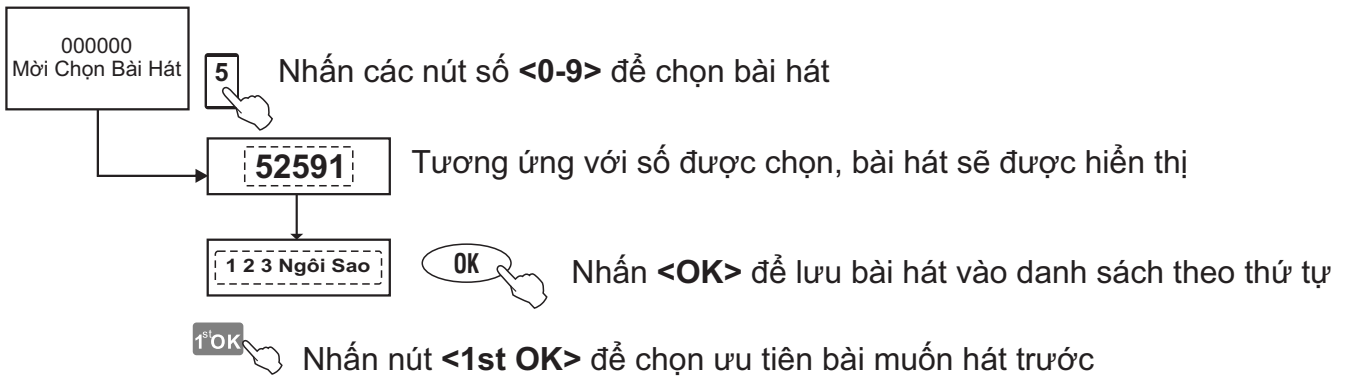 000000
Mời Chọn Bài Hát
5
Nhấn các nút số <0-9> để chọn bài hát
52591
Tương ứng với số được chọn, bài hát sẽ được hiển thị
1 2 3 Ngôi Sao
OK
Nhấn <OK> để lưu bài hát vào danh sách theo thứ tự
1st OK
Nhấn nút <1st OK> để chọn ưu tiên bài muốn hát trước